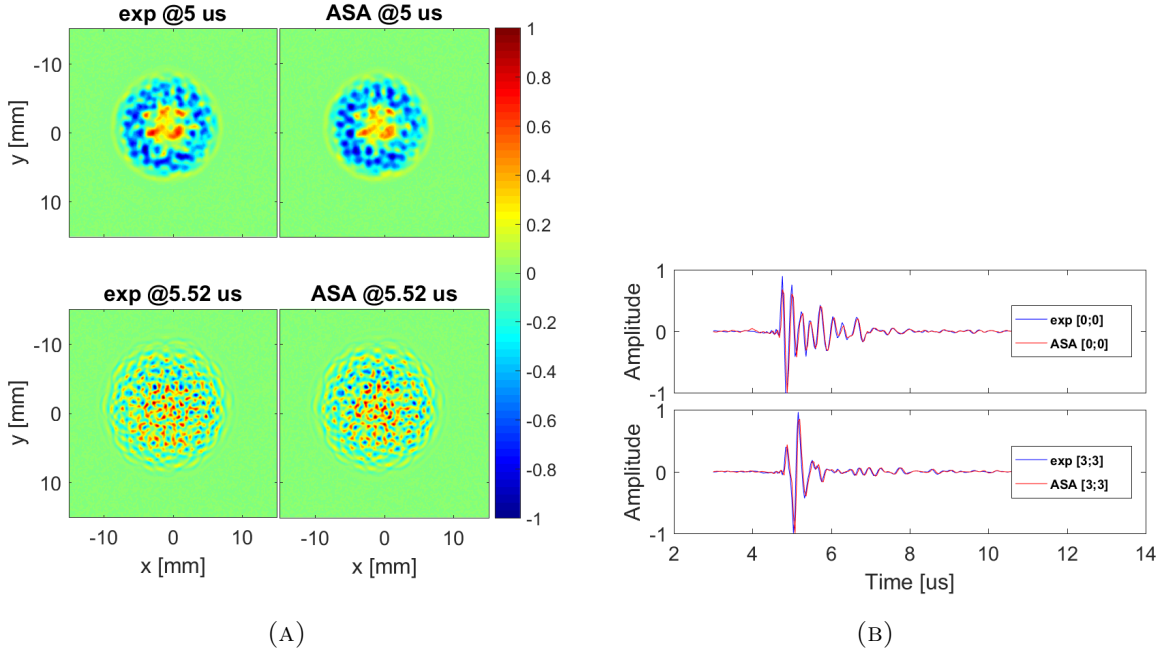 exp @5 us
ASA @5 us
y [mm]
-10
0
10
1
0.8
0.6
0.4
0.2
0
-0.2
-0.4
-0.6
-0.8
-1
exp @5.52 us
ASA @5.52 us
y [mm]
-10
0
10
-10 0 10
-10 0 10
x [mm]
x [mm]
(A)
Amplitude
1
0
-1
exp [0;0]
ASA [0;0]
Amplitude
1
0
-1
exp [3;3]
ASA [3;3]
2 4 6 8 10 12 14
Time [us]
(B)